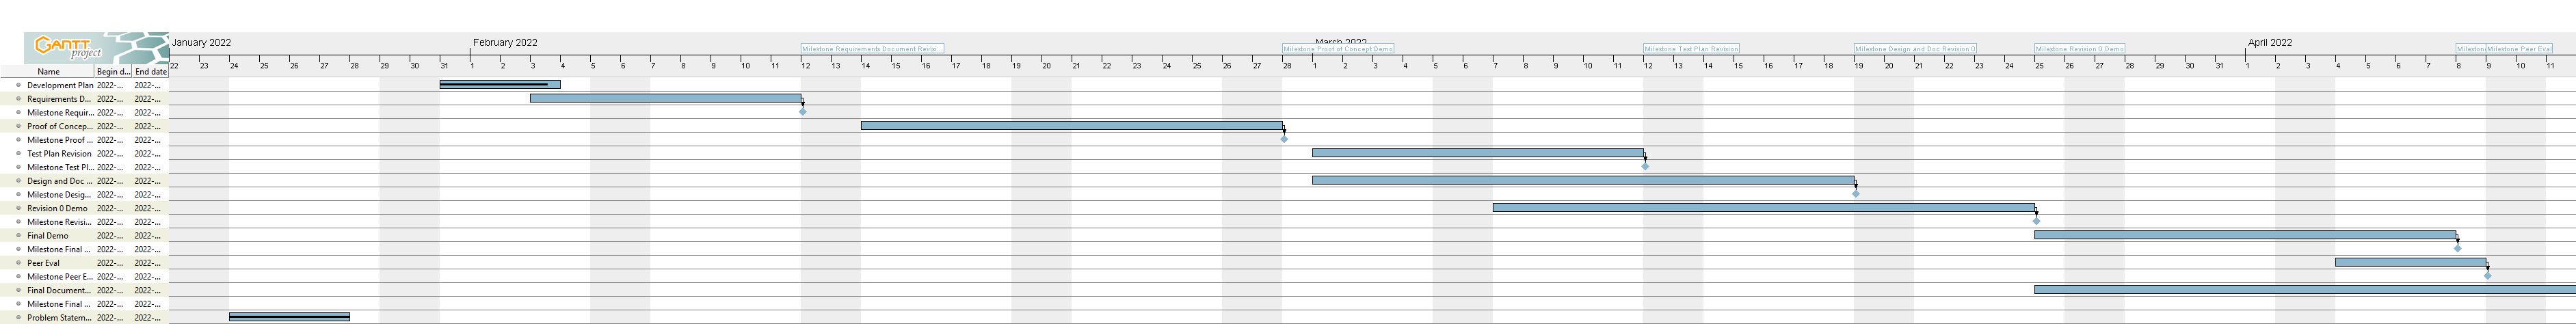 GANTT
project
January 2022 February 2022 March 2022 April 2022
Milestone Requirements Document Revisi... Milestone Proof of Concept Demo Milestone Test Plan Revision Milestone Design and Doc Revision 0 Milestone Revision 0 Demo Mileston Milestone Peer Eval
22 23 24 25 26 27 28 29 30 31 1 2 3 4 5 6 7 8 9 10 11 12 13 14 15 16 17 18 19 20 21 22 23 24 25 26 27 28 1 2 3 4 5 6 7 8 9 10 11 12 13 14 15 16 17 18 19 20 21 22 23 24 25 26 27 28 29 30 31 1 2 3 4 5 6 7 8 9 10 11
Name Begin d... End date
Development Plan 2022-... 2022-...
Requirements D... 2022-... 2022-...
Milestone Requir... 2022-... 2022-...
Proof of Concep... 2022-... 2022-...
Milestone Proof ... 2022-... 2022-...
Test Plan Revision 2022-... 2022-...
Milestone Test Pl... 2022-... 2022-...
Design and Doc ... 2022-... 2022-...
Milestone Desig... 2022-... 2022-...
Revision 0 Demo 2022-... 2022-...
Milestone Revisi... 2022-... 2022-...
Final Demo 2022-... 2022-...
Milestone Final ... 2022-... 2022-...
Peer Eval 2022-... 2022-...
Milestone Peer E... 2022-... 2022-...
Final Document... 2022-... 2022-...
Milestone Final ... 2022-... 2022-...
Problem Statem... 2022-... 2022-...